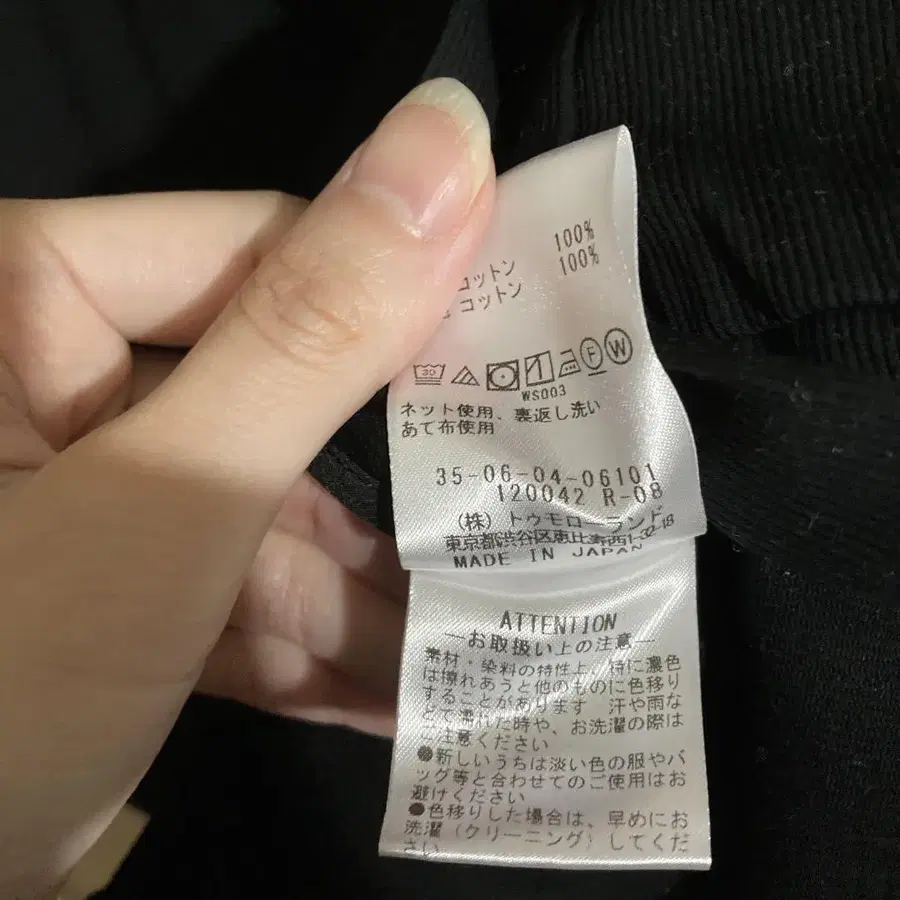 100%
コットン 100%
コットン
30 F W
WS003
ネット使用、裏返し洗い
あて布使用
35-06-04-06101
120042 R-08
(株) トゥモローランド
東京都渋谷区恵比寿西1-32-18
MADE IN JAPAN
ATTENTION
―お取扱い上の注意―
素材・染料の特性上、特に濃色
は擦れあうと他のものに色移り
することがあります 汗や雨な
どで濡れた時や、お洗濯の際は
ご注意ください
●新しいうちは淡い色の服やバ
ッグ等と合わせてのご使用はお
避けください
●色移りした場合は、早めにお
洗濯(クリーニング)してくだ
さい